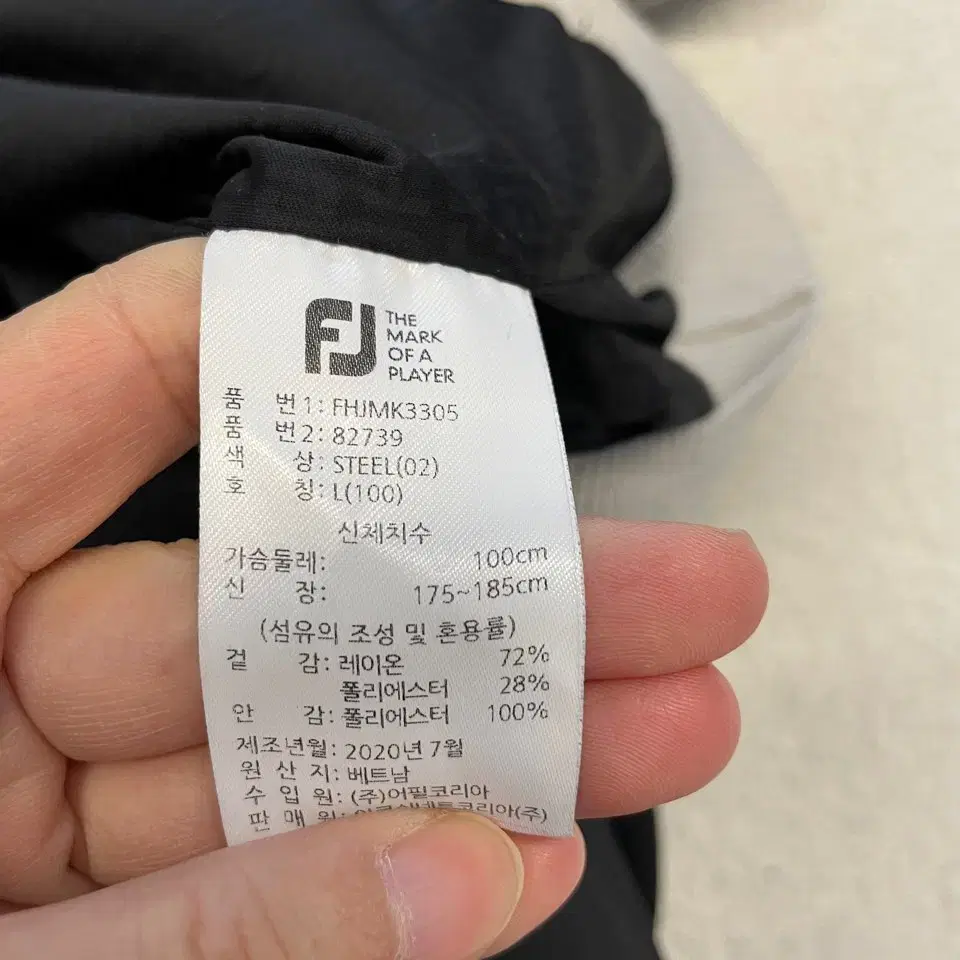 FJ THE
MARK
OF A
PLAYER
품 번1: FHJMK3305
품 번2: 82739
색 상: STEEL(02)
호 칭: L(100)
신체치수
가슴둘레: 100cm
신 장: 175~185cm
(섬유의 조성 및 혼용률)
겉 감: 레이온 72%
폴리에스터 28%
안 감: 폴리에스터 100%
제조년월: 2020년 7월
원 산 지: 베트남
수 입 원: (주)어필코리아
판 매 원: